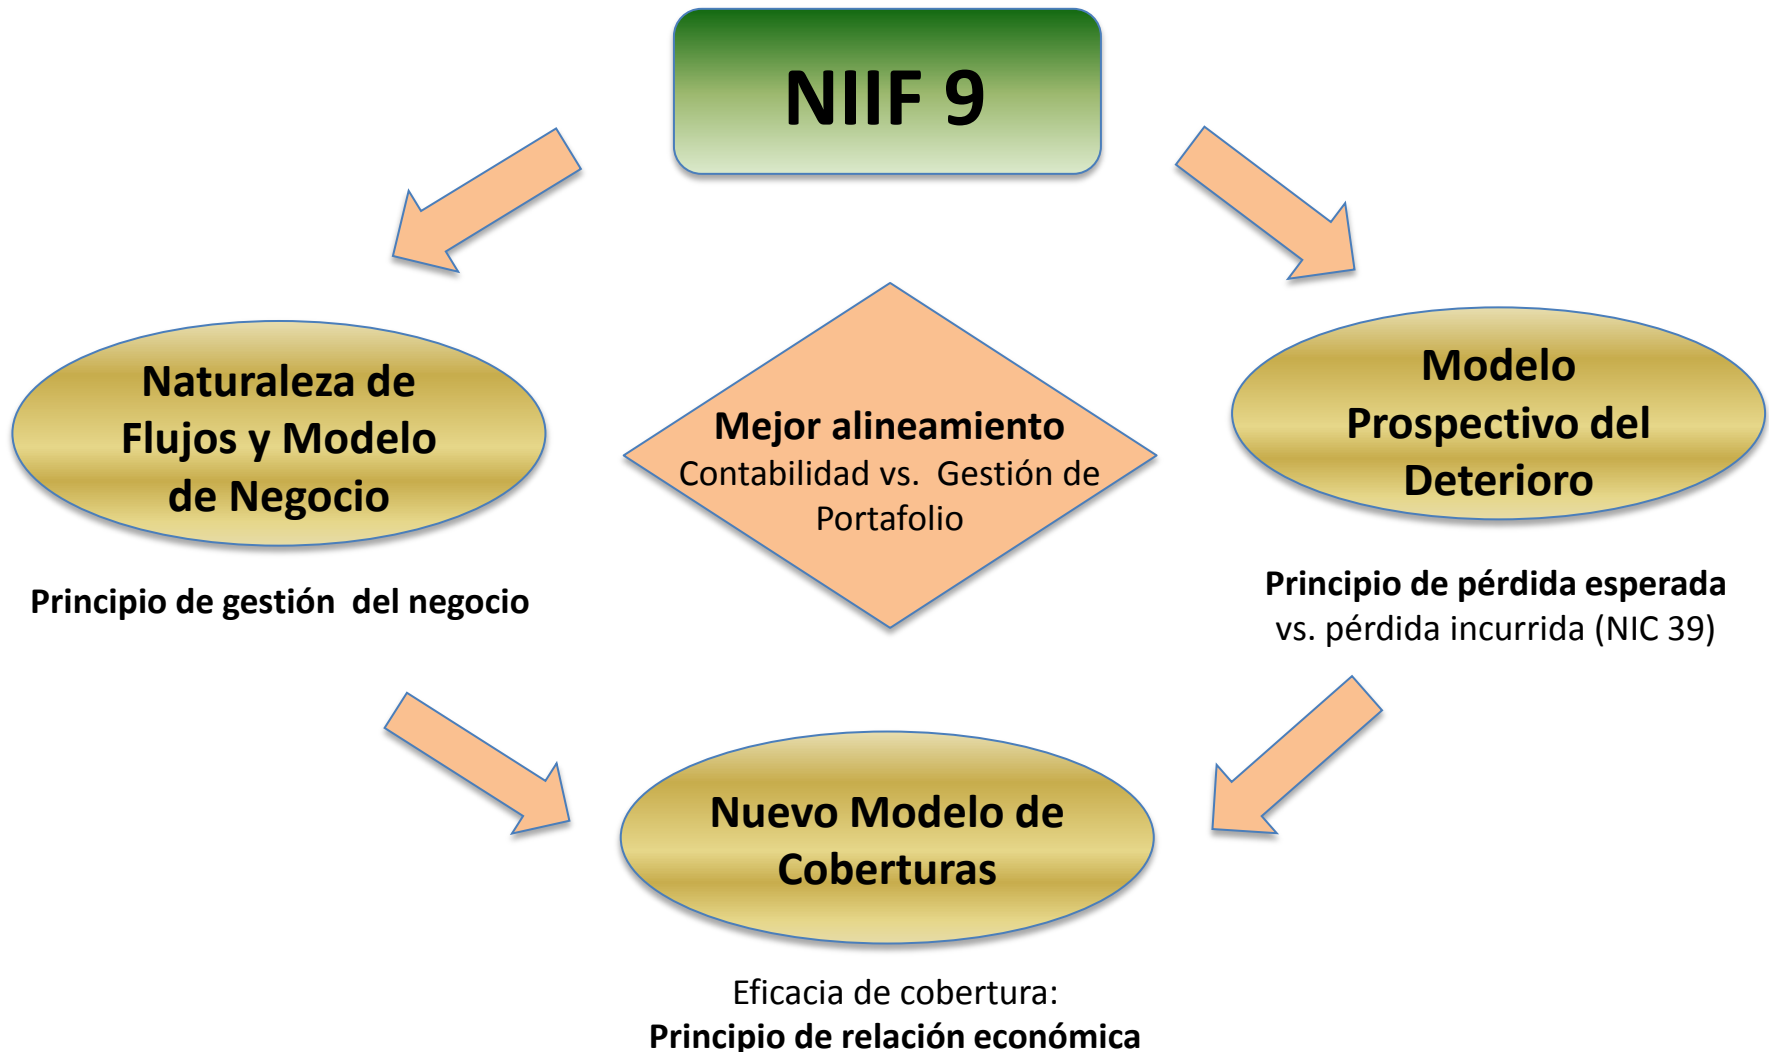 NIIF 9
Naturaleza de
Flujos y Modelo
de Negocio
Principio de gestión del negocio
Mejor alineamiento
Contabilidad vs. Gestión de
Portafolio
Modelo
Prospectivo del
Deterioro
Principio de pérdida esperada
vs. pérdida incurrida (NIC 39)
Nuevo Modelo de
Coberturas
Eficacia de cobertura:
Principio de relación económica